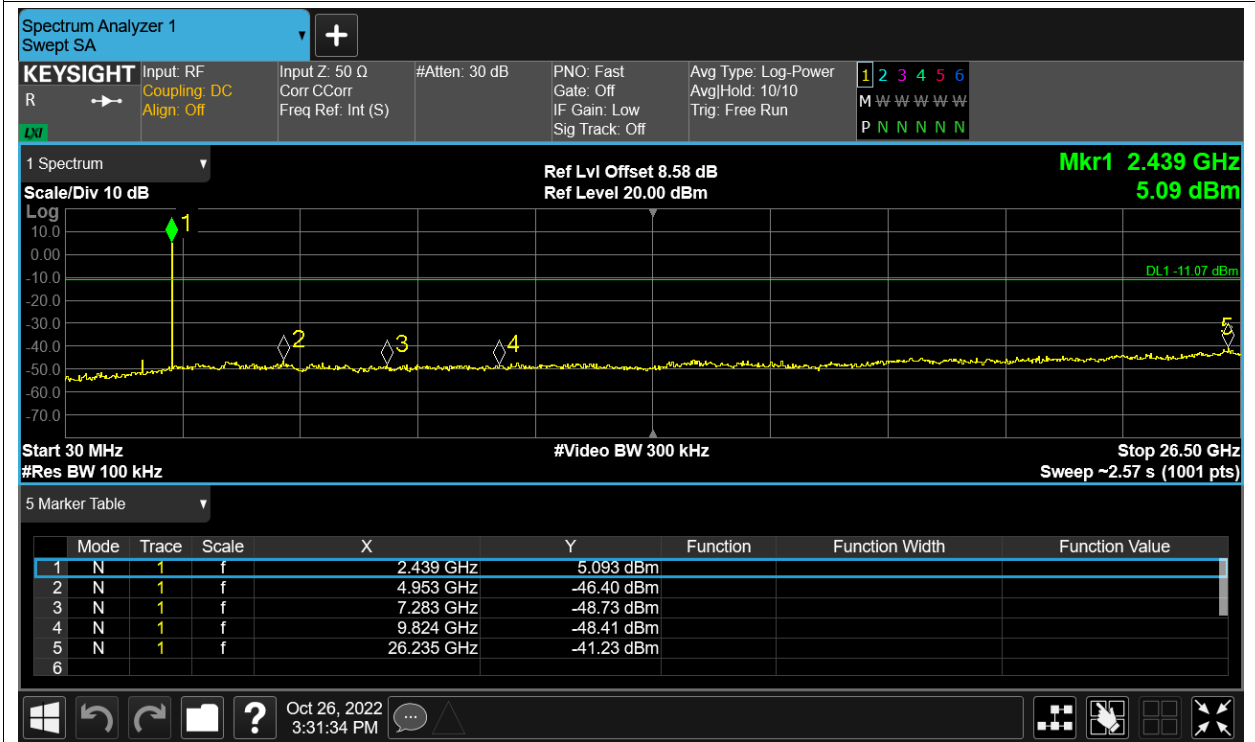 Spectrum Analyzer 1
Swept SA
+
KEYSIGHT Input: RF Input Z: 50 Ω #Atten: 30 dB PNO: Fast Avg Type: Log-Power 1 2 3 4 5 6
R Coupling: DC Corr CCorr Gate: Off Avg|Hold: 10/10 M W W W W W
Align: Off Freq Ref: Int (S) IF Gain: Low Trig: Free Run
LXI Sig Track: Off P N N N N N
1 Spectrum Ref Lvl Offset 8.58 dB Mkr1 2.439 GHz
Scale/Div 10 dB Ref Level 20.00 dBm 5.09 dBm
Log
1
10.0
0.00
DL1 -11.07 dBm
-10.0
-20.0
-30.0
2 3 4 5
-40.0
-50.0
-60.0
-70.0
Start 30 MHz #Video BW 300 kHz Stop 26.50 GHz
#Res BW 100 kHz Sweep ~2.57 s (1001 pts)
5 Marker Table
Mode Trace Scale X Y Function Function Width Function Value
1 N 1 f 2.439 GHz 5.093 dBm
2 N 1 f 4.953 GHz -46.40 dBm
3 N 1 f 7.283 GHz -48.73 dBm
4 N 1 f 9.824 GHz -48.41 dBm
5 N 1 f 26.235 GHz -41.23 dBm
6
? Oct 26, 2022
3:31:34 PM